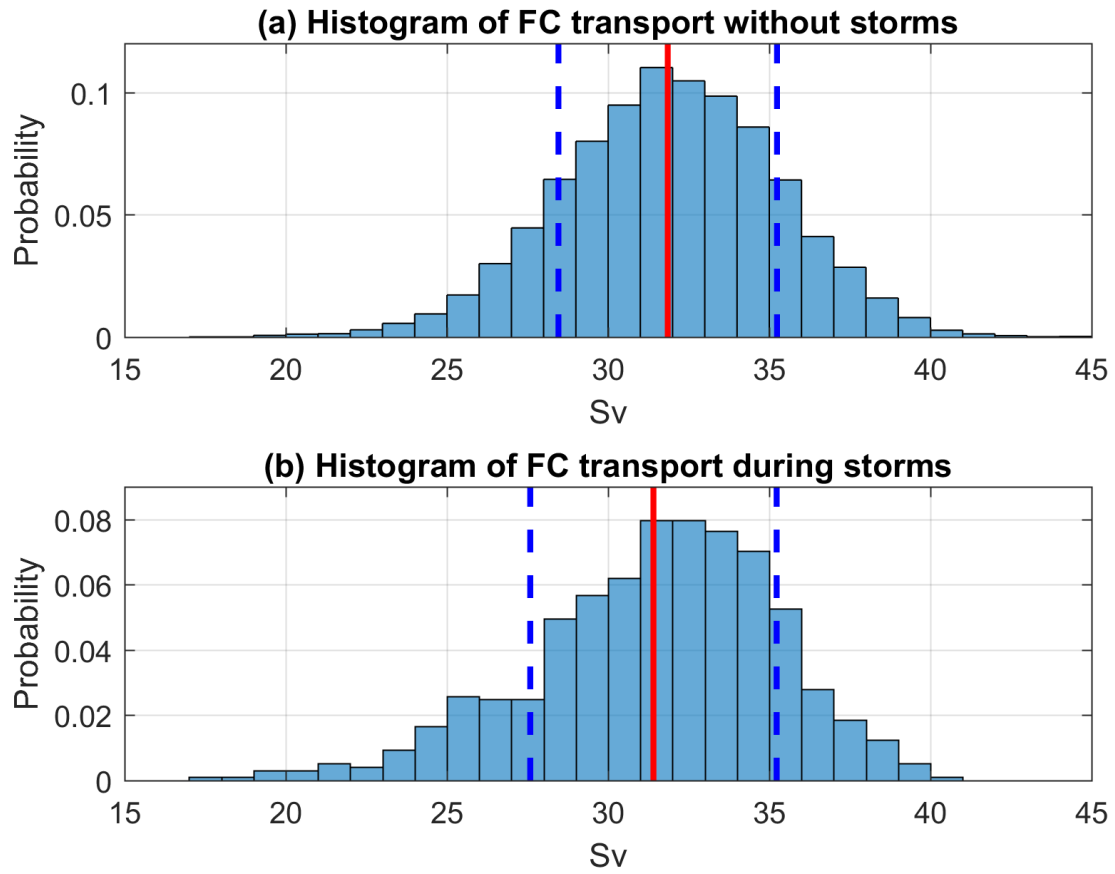 (a) Histogram of FC transport without storms
Probability
0.1
0.05
0
15 20 25 30 35 40 45
Sv
(b) Histogram of FC transport during storms
Probability
0.08
0.06
0.04
0.02
0
15 20 25 30 35 40 45
Sv